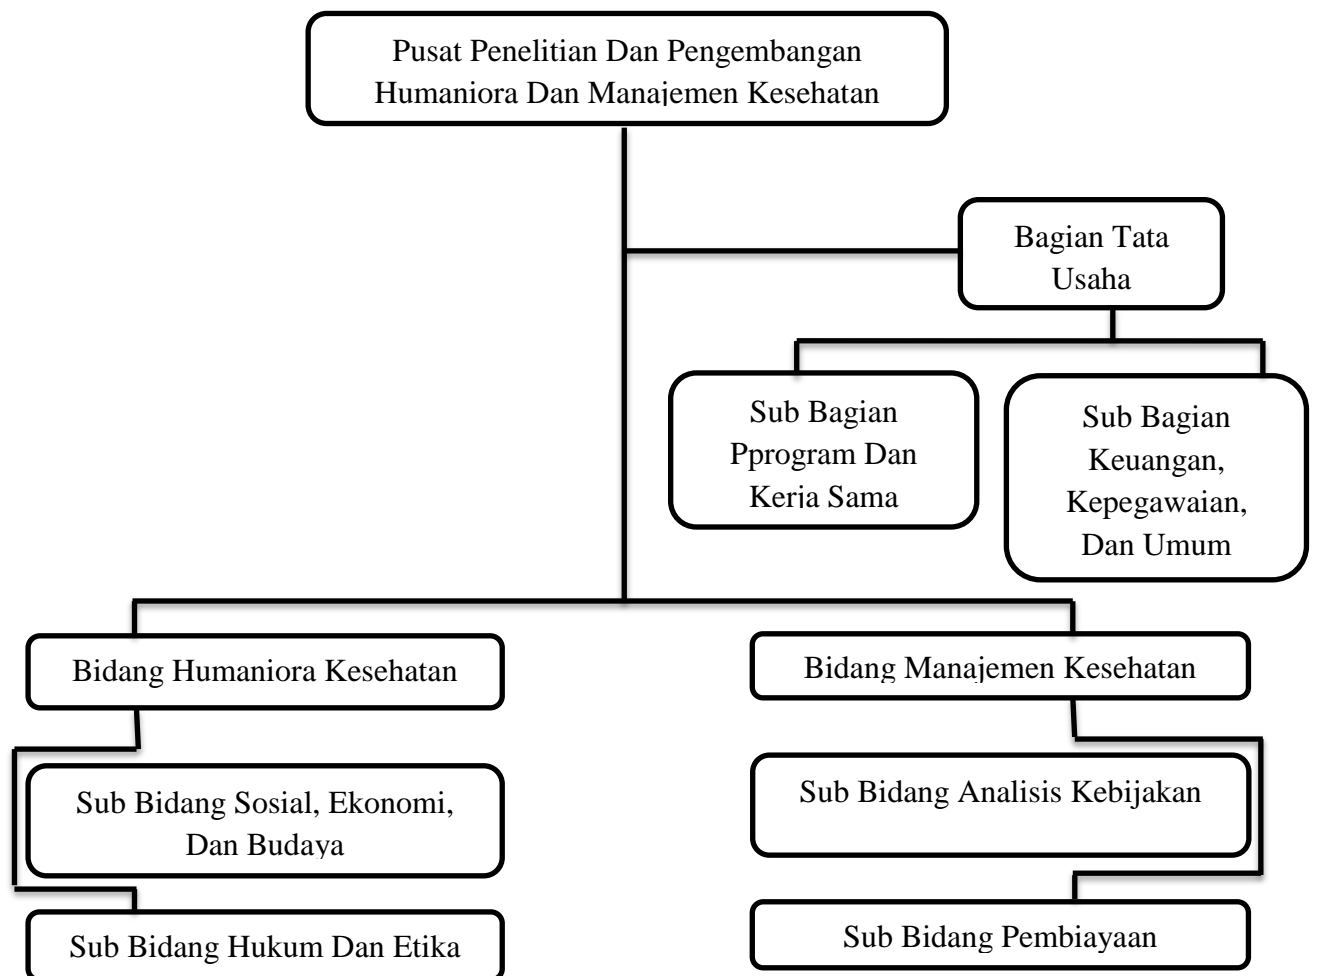 Pusat Penelitian Dan Pengembangan
Humaniora Dan Manajemen Kesehatan
Bagian Tata
Usaha
Sub Bagian
Pprogram Dan
Kerja Sama
Sub Bagian
Keuangan,
Kepegawaian,
Dan Umum
Bidang Humaniora Kesehatan
Bidang Manajemen Kesehatan
Sub Bidang Sosial, Ekonomi,
Dan Budaya
Sub Bidang Analisis Kebijakan
Sub Bidang Hukum Dan Etika
Sub Bidang Pembiayaan